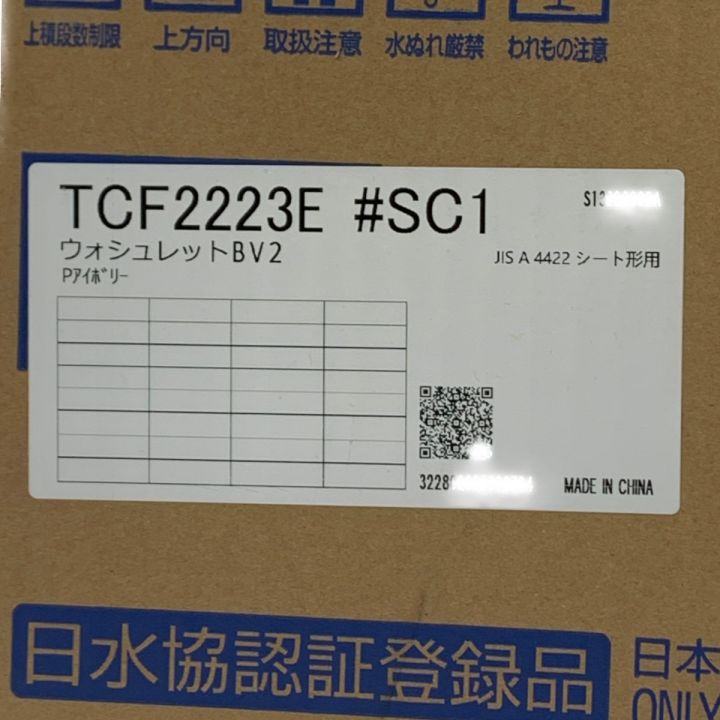 上積段数制限 上方向 取扱注意 水ぬれ厳禁 われもの注意
TCF2223E #SC1
ウォシュレットBV2
JIS A 4422 シート形用
Pアイボリー
MADE IN CHINA
日水協認証登録品
日本
ONLY